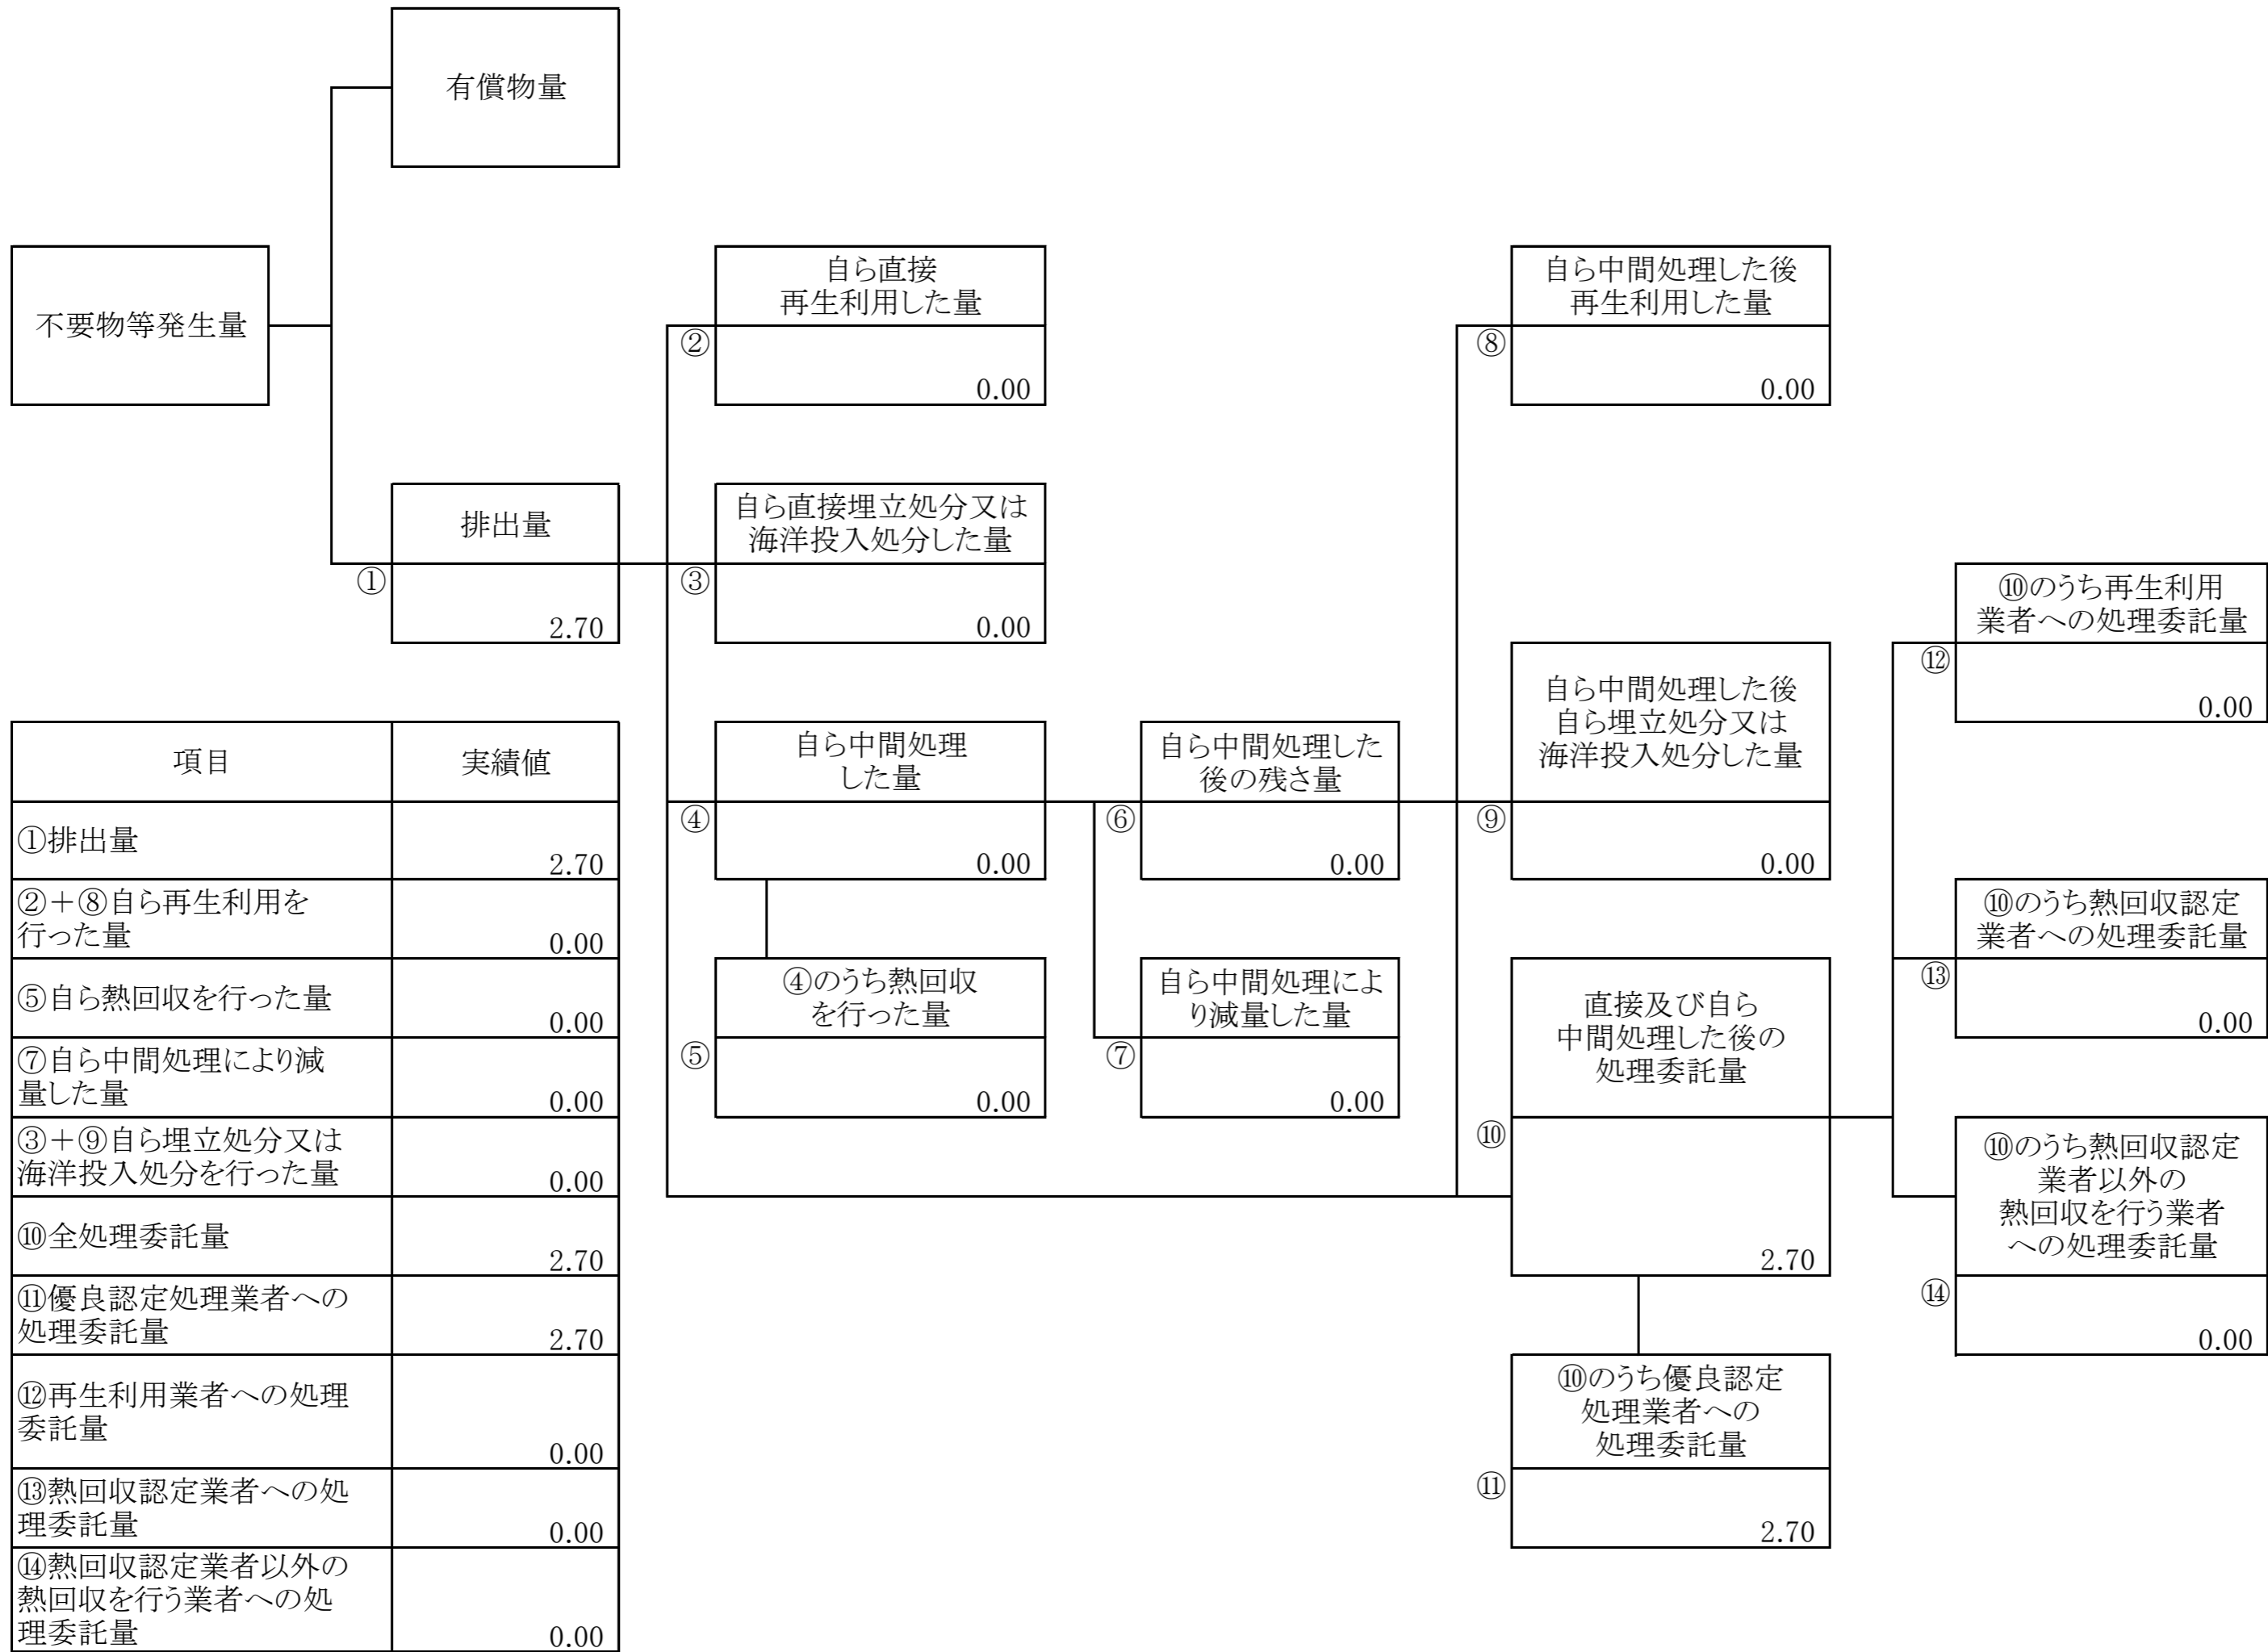 有償物量
不要物等発生量
自ら直接
再生利用した量
②
0.00
自ら中間処理した後
再生利用した量
⑧
0.00
排出量
①
2.70
自ら直接埋立処分又は
海洋投入処分した量
③
0.00
⑩のうち再生利用
業者への処理委託量
⑫
0.00
自ら中間処理
した量
④
0.00
自ら中間処理した
後の残さ量
⑥
0.00
自ら中間処理した後
自ら埋立処分又は
海洋投入処分した量
⑨
0.00
⑩のうち熱回収認定
業者への処理委託量
⑬
0.00
④のうち熱回収
を行った量
⑤
0.00
自ら中間処理によ
り減量した量
⑦
0.00
直接及び自ら
中間処理した後の
処理委託量
⑩
2.70
⑩のうち熱回収認定
業者以外の
熱回収を行う業者
への処理委託量
⑭
0.00
⑩のうち優良認定
処理業者への
処理委託量
⑪
2.70
項目 実績値
①排出量
2.70
②＋⑧自ら再生利用を
行った量
0.00
⑤自ら熱回収を行った量
0.00
⑦自ら中間処理により減
量した量
0.00
③＋⑨自ら埋立処分又は
海洋投入処分を行った量
0.00
⑩全処理委託量
2.70
⑪優良認定処理業者への
処理委託量
2.70
⑫再生利用業者への処理
委託量
0.00
⑬熱回収認定業者への処
理委託量
0.00
⑭熱回収認定業者以外の
熱回収を行う業者への処
理委託量
0.00